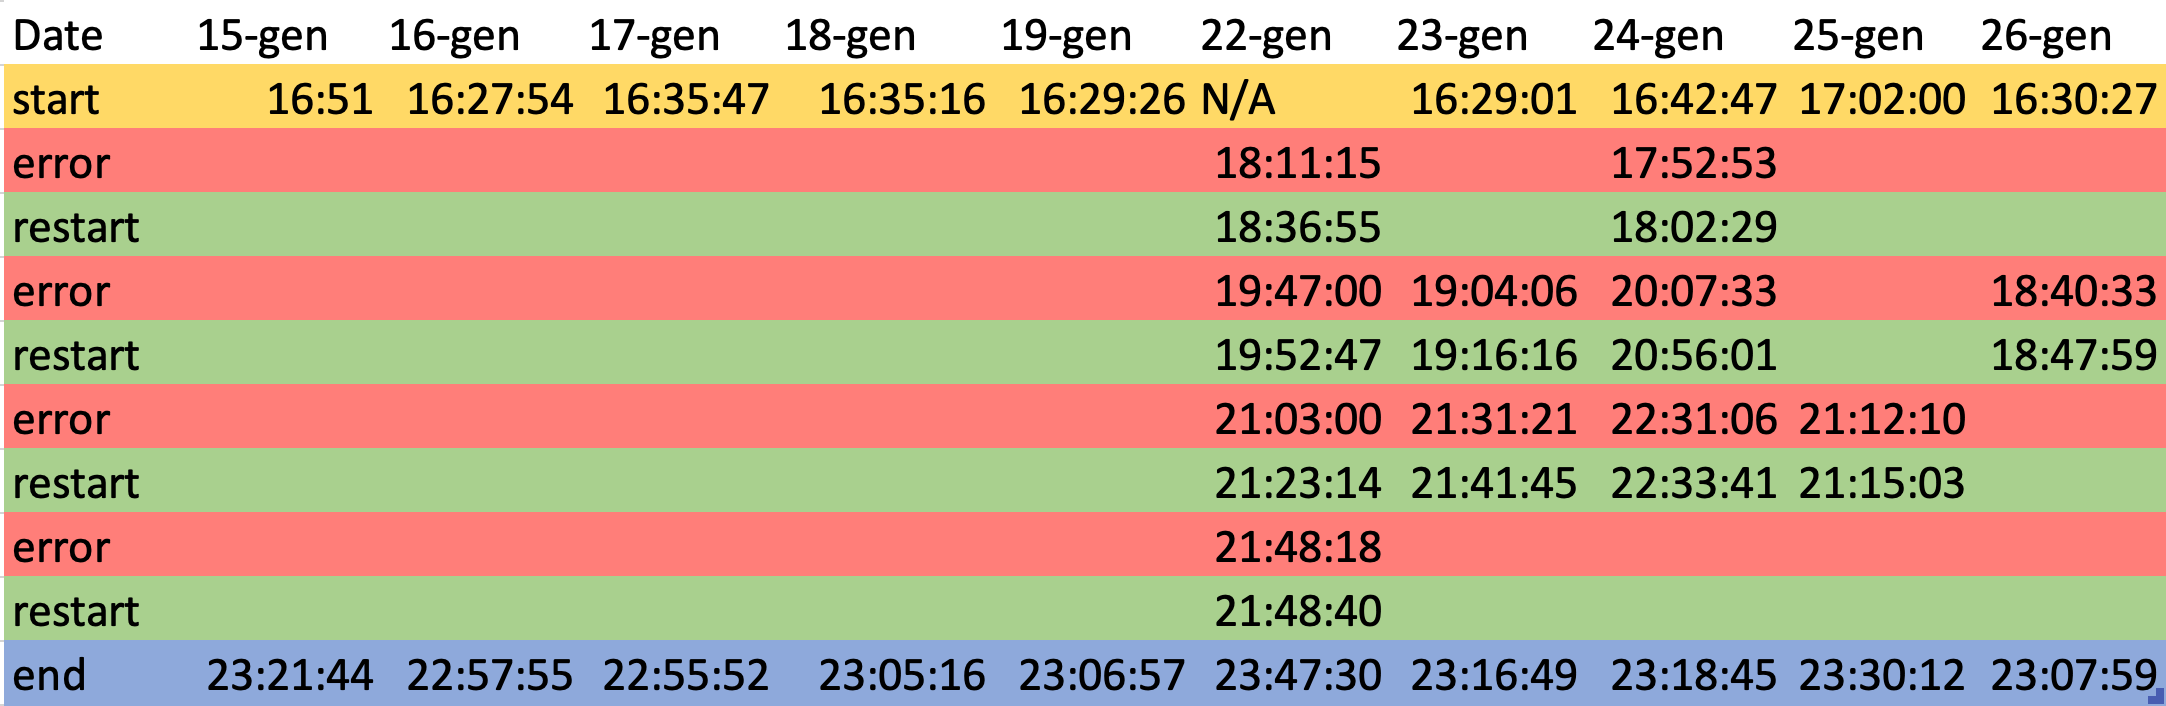 Date 15-gen 16-gen 17-gen 18-gen 19-gen 22-gen 23-gen 24-gen 25-gen 26-gen
start 16:51 16:27:54 16:35:47 16:35:16 16:29:26 N/A 16:29:01 16:42:47 17:02:00 16:30:27
error 18:11:15 17:52:53
restart 18:36:55 18:02:29
error 19:47:00 19:04:06 20:07:33 18:40:33
restart 19:52:47 19:16:16 20:56:01 18:47:59
error 21:03:00 21:31:21 22:31:06 21:12:10
restart 21:23:14 21:41:45 22:33:41 21:15:03
error 21:48:18
restart 21:48:40
end 23:21:44 22:57:55 22:55:52 23:05:16 23:06:57 23:47:30 23:16:49 23:18:45 23:30:12 23:07:59